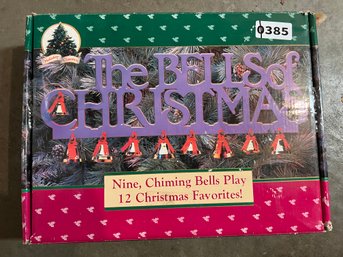 0385
The BELLS of
CHRISTMAS
Nine, Chiming Bells Play
12 Christmas Favorites!